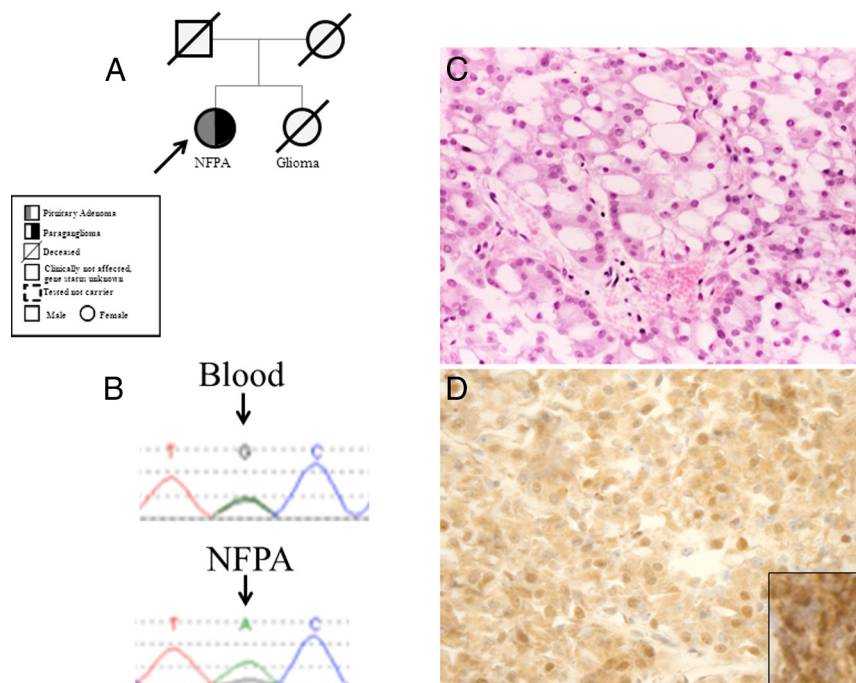 A
NFPA
Glioma
Pituitary Adenoma
Paraganglioma
Deceased
Clinically not affected,
gene status unknown
Tested not carrier
Male
Female
B
Blood
T G C
NFPA
T A C
C
D